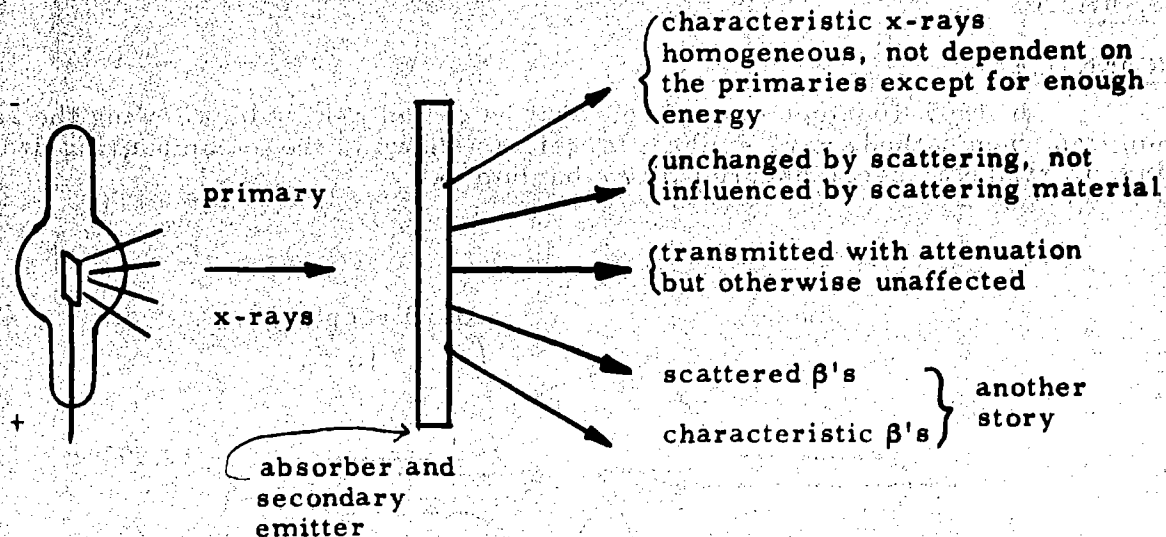 characteristic x-rays
homogeneous, not dependent on
the primaries except for enough
energy
-
unchanged by scattering, not
influenced by scattering material
primary
transmitted with attenuation
but otherwise unaffected
x-rays
scattered β's
characteristic β's
another
story
+
absorber and
secondary
emitter